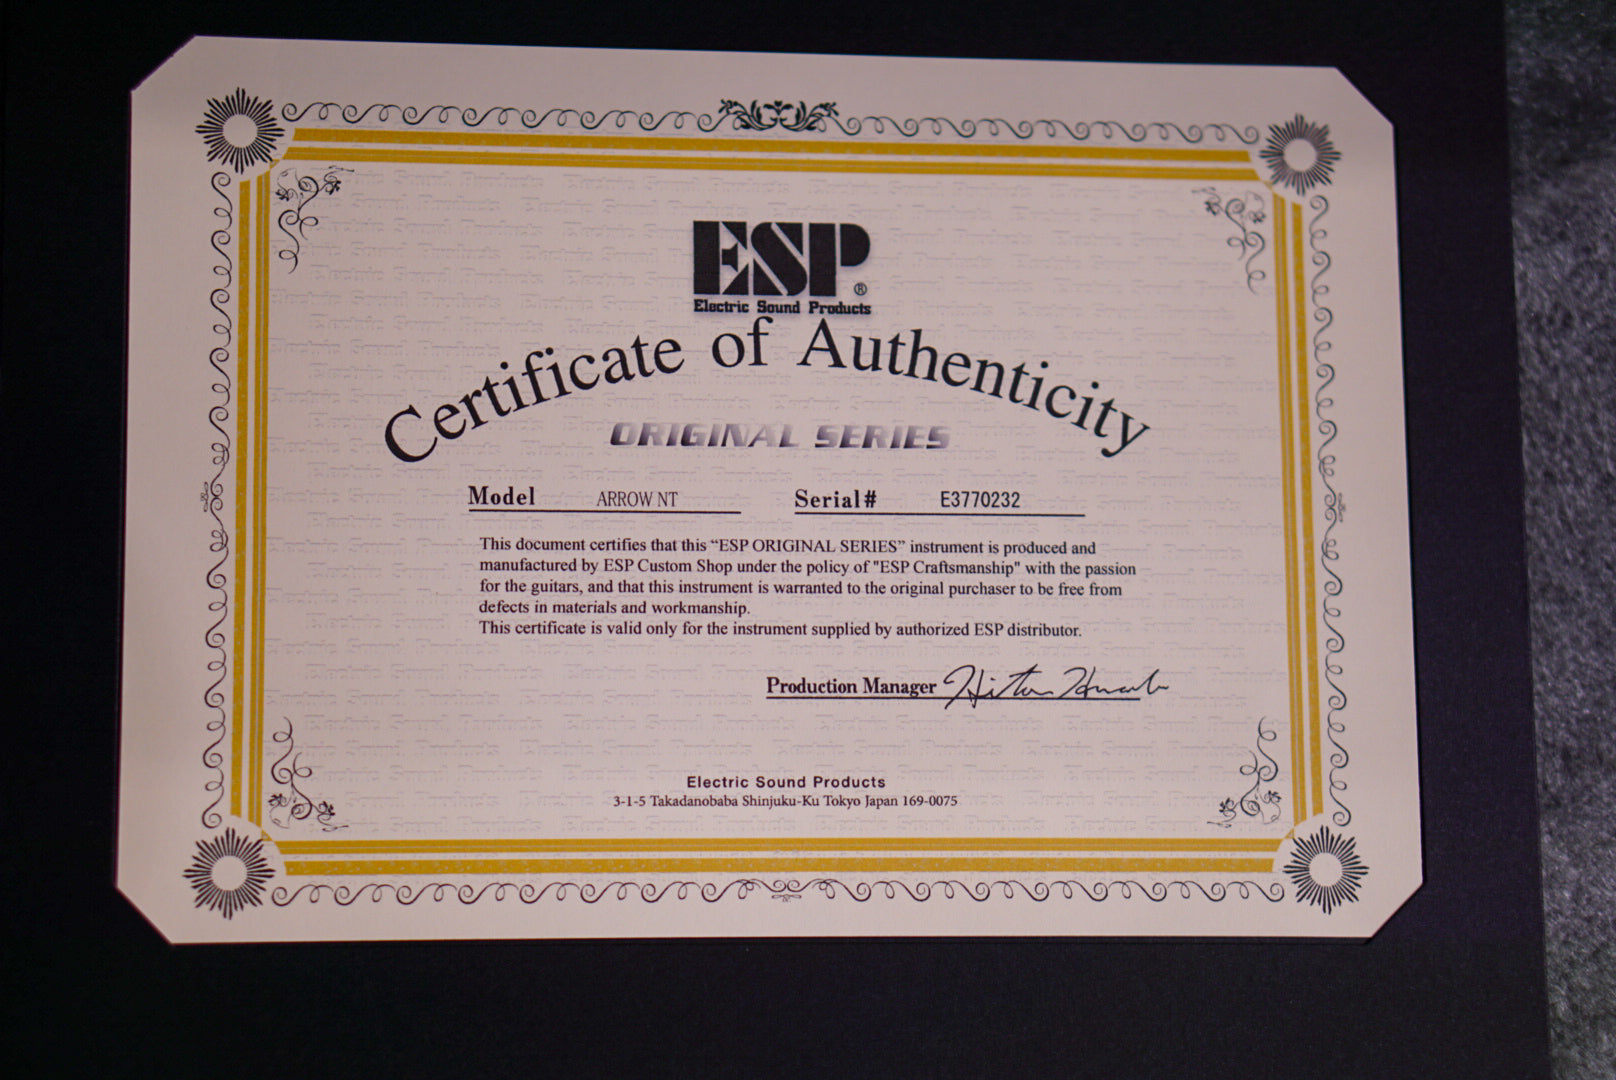 ESP®
Electric Sound Products
Certificate of Authenticity
ORIGINAL SERIES
Model ARROW NT Serial# E3770232
This document certifies that this “ESP ORIGINAL SERIES” instrument is produced and
manufactured by ESP Custom Shop under the policy of "ESP Craftsmanship" with the passion
for the guitars, and that this instrument is warranted to the original purchaser to be free from
defects in materials and workmanship.
This certificate is valid only for the instrument supplied by authorized ESP distributor.
Production Manager
Electric Sound Products
3-1-5 Takadanobaba Shinjuku-Ku Tokyo Japan 169-0075